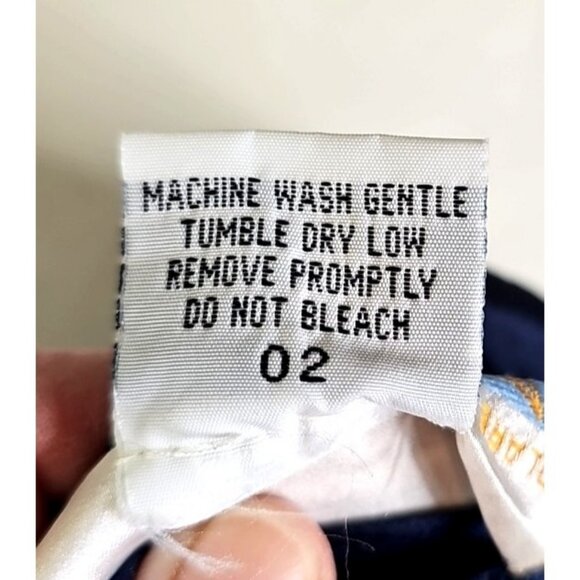 MACHINE WASH GENTLE
TUMBLE DRY LOW
REMOVE PROMPTLY
DO NOT BLEACH
02